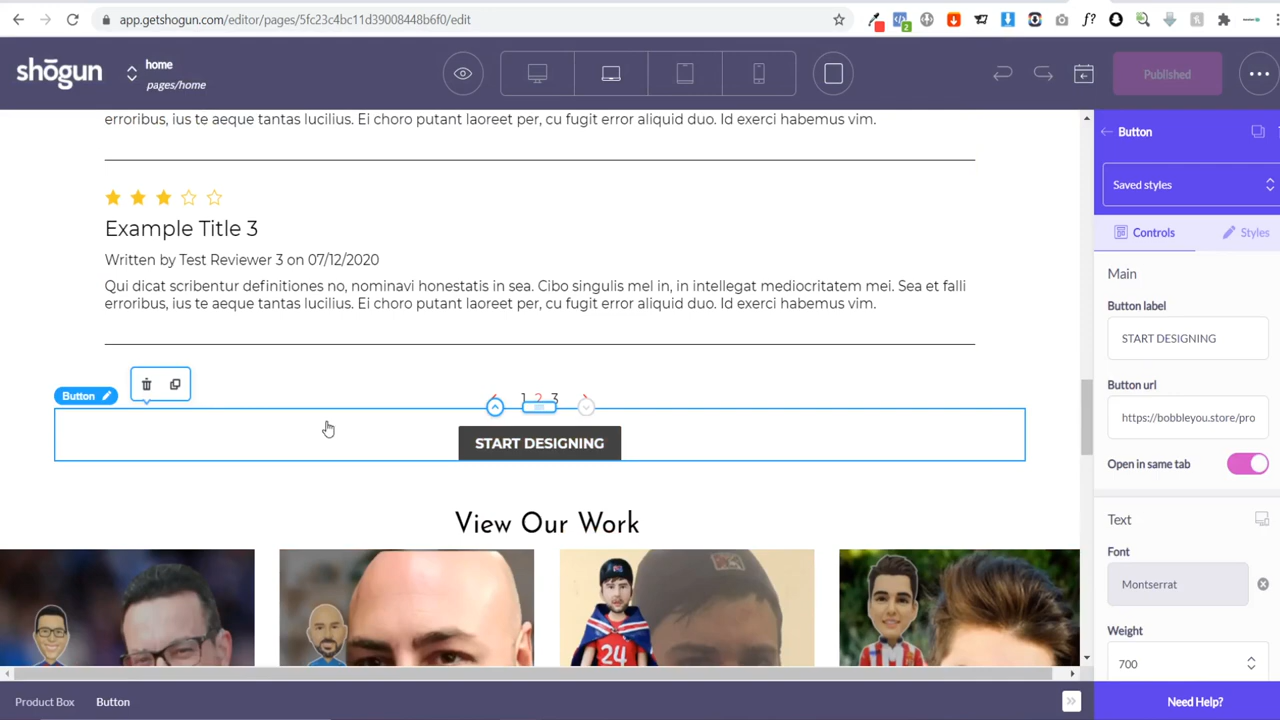 app.getshogun.com/editor/pages/5fc23c4bc11d39008448b6f0/edit
2
f?
shōgun
home
pages/home
Published
erroribus, ius te aeque tantas lucilius. Ei choro putant laoreet per, cu fugit error aliquid duo. Id exerci habemus vim.
Example Title 3
Written by Test Reviewer 3 on 07/12/2020
Qui dicat scribentur definitiones no, nominavi honestatis in sea. Cibo singulis mel in, in intellegat mediocritatem mei. Sea et falli
erroribus, ius te aeque tantas lucilius. Ei choro putant laoreet per, cu fugit error aliquid duo. Id exerci habemus vim.
Button
1 2 3
START DESIGNING
View Our Work
24
Button
Saved styles
Controls
Styles
Main
Button label
START DESIGNING
Button url
https://bobbleyou.store/pro
Open in same tab
Text
Font
Montserrat
Weight
700
Product Box
Button
Need Help?